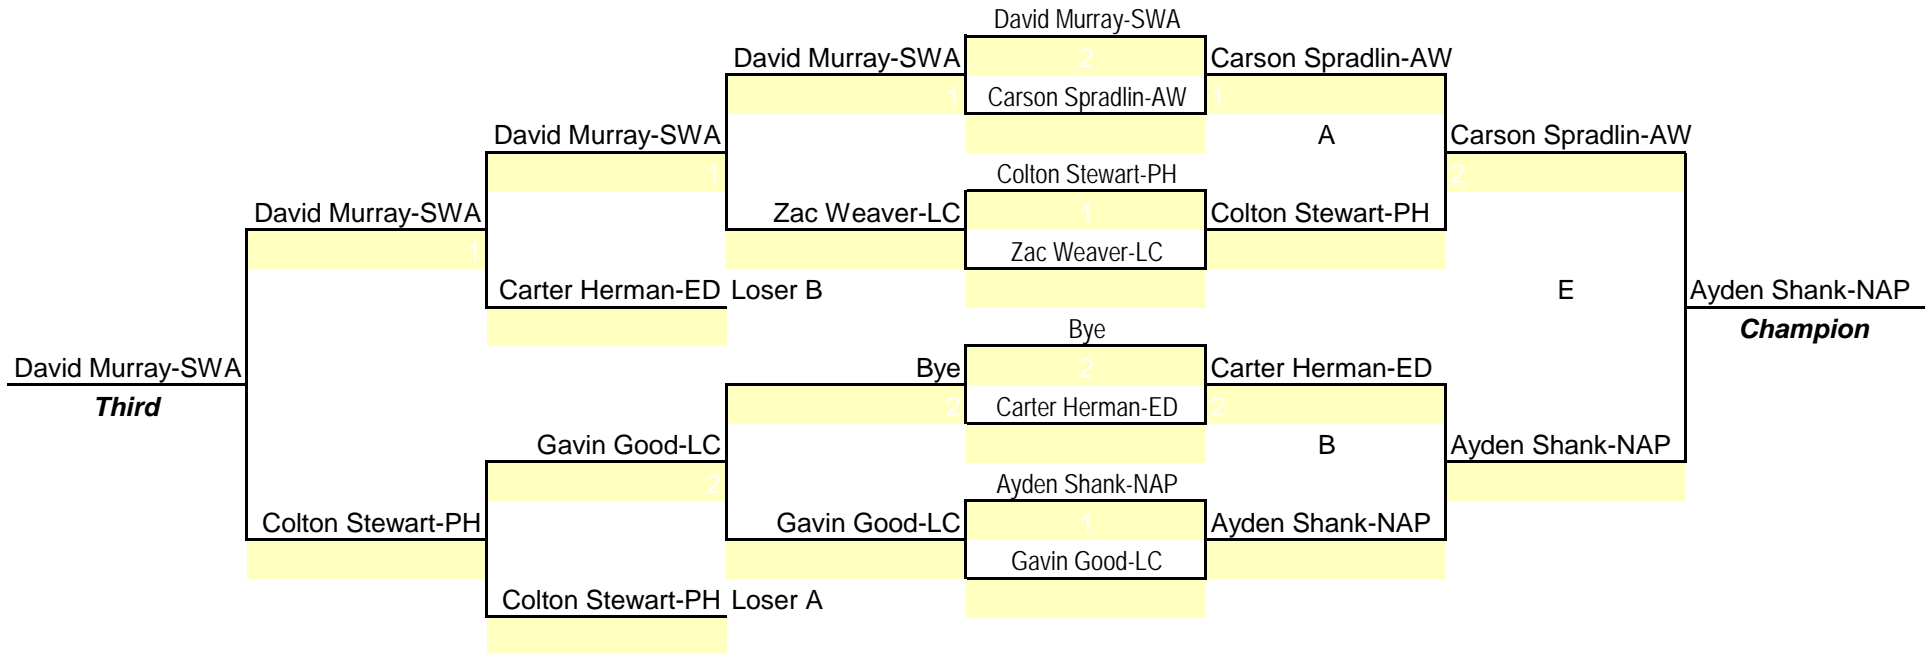 David Murray-SWA
David Murray-SWA 2 Carson Spradlin-AW
1 Carson Spradlin-AW 1
David Murray-SWA A Carson Spradlin-AW
1 Colton Stewart-PH 2
David Murray-SWA Zac Weaver-LC 1 Colton Stewart-PH
1 Zac Weaver-LC
Carter Herman-ED Loser B E Ayden Shank-NAP
Bye Champion
David Murray-SWA Bye 2 Carter Herman-ED
Third 2 Carter Herman-ED 2
Gavin Good-LC B Ayden Shank-NAP
2 Ayden Shank-NAP
Colton Stewart-PH Gavin Good-LC 1 Ayden Shank-NAP
Gavin Good-LC
Colton Stewart-PH Loser A